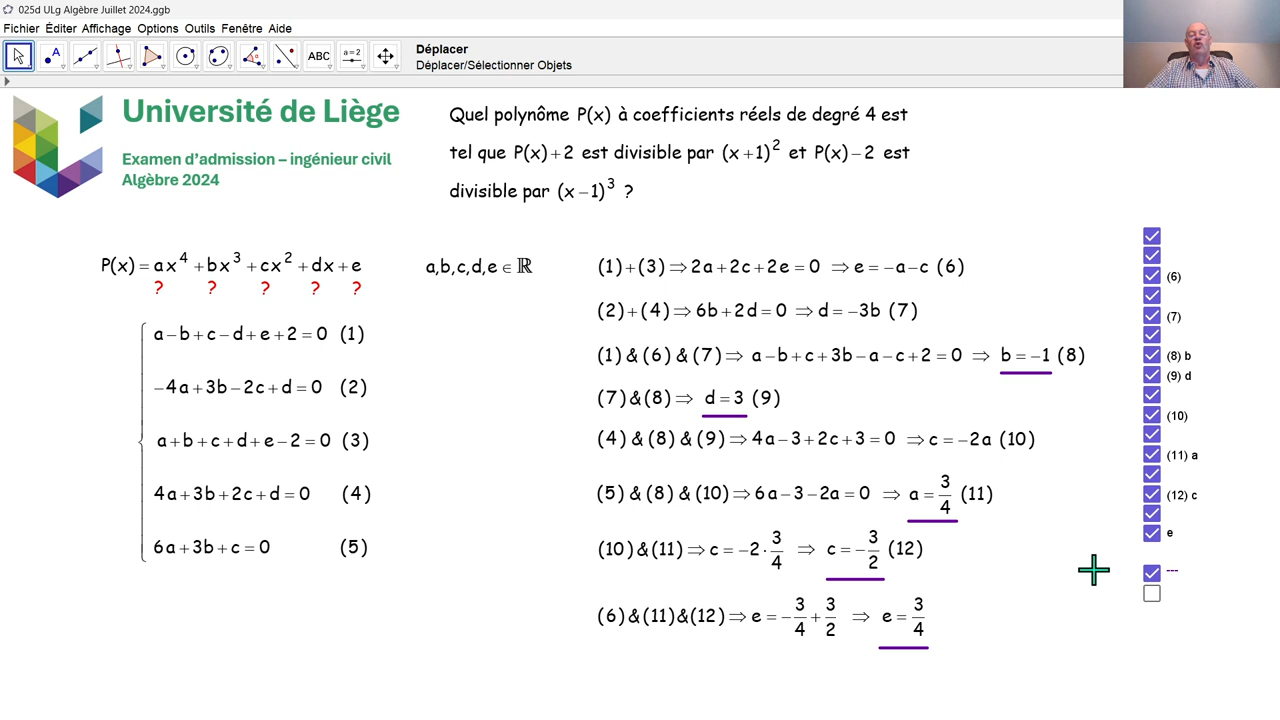 025d ULg Algèbre Juillet 2024.ggb
Fichier Éditer Affichage Options Outils Fenêtre Aide
A
ABC
a=2
Déplacer
Déplacer/Sélectionner Objets
Université de Liège
Examen d’admission – ingénieur civil
Algèbre 2024
Quel polynôme P(x) à coefficients réels de degré 4 est
tel que P(x)+2 est divisible par (x+1)² et P(x)−2 est
divisible par (x−1)³ ?
P(x)=ax⁴+bx³+cx²+dx+e
? ? ? ? ?
a,b,c,d,e∈ℝ
a−b+c−d+e+2=0 (1)
−4a+3b−2c+d=0 (2)
a+b+c+d+e−2=0 (3)
4a+3b+2c+d=0 (4)
6a+3b+c=0 (5)
(1)+(3)⇒2a+2c+2e=0 ⇒e=−a−c (6)
(2)+(4)⇒6b+2d=0 ⇒d=−3b (7)
(1)&(6)&(7)⇒ a−b+c+3b−a−c+2=0 ⇒ b=−1 (8)
(7)&(8)⇒ d=3 (9)
(4)&(8)&(9)⇒4a−3+2c+3=0 ⇒c=−2a (10)
(5)&(8)&(10)⇒6a−3−2a=0 ⇒ a=3/4 (11)
(10)&(11)⇒c=−2·3/4 ⇒ c=−3/2 (12)
(6)&(11)&(12)⇒e=−3/4+3/2 ⇒ e=3/4
(6)
(7)
(8) b
(9) d
(10)
(11) a
(12) c
e
---